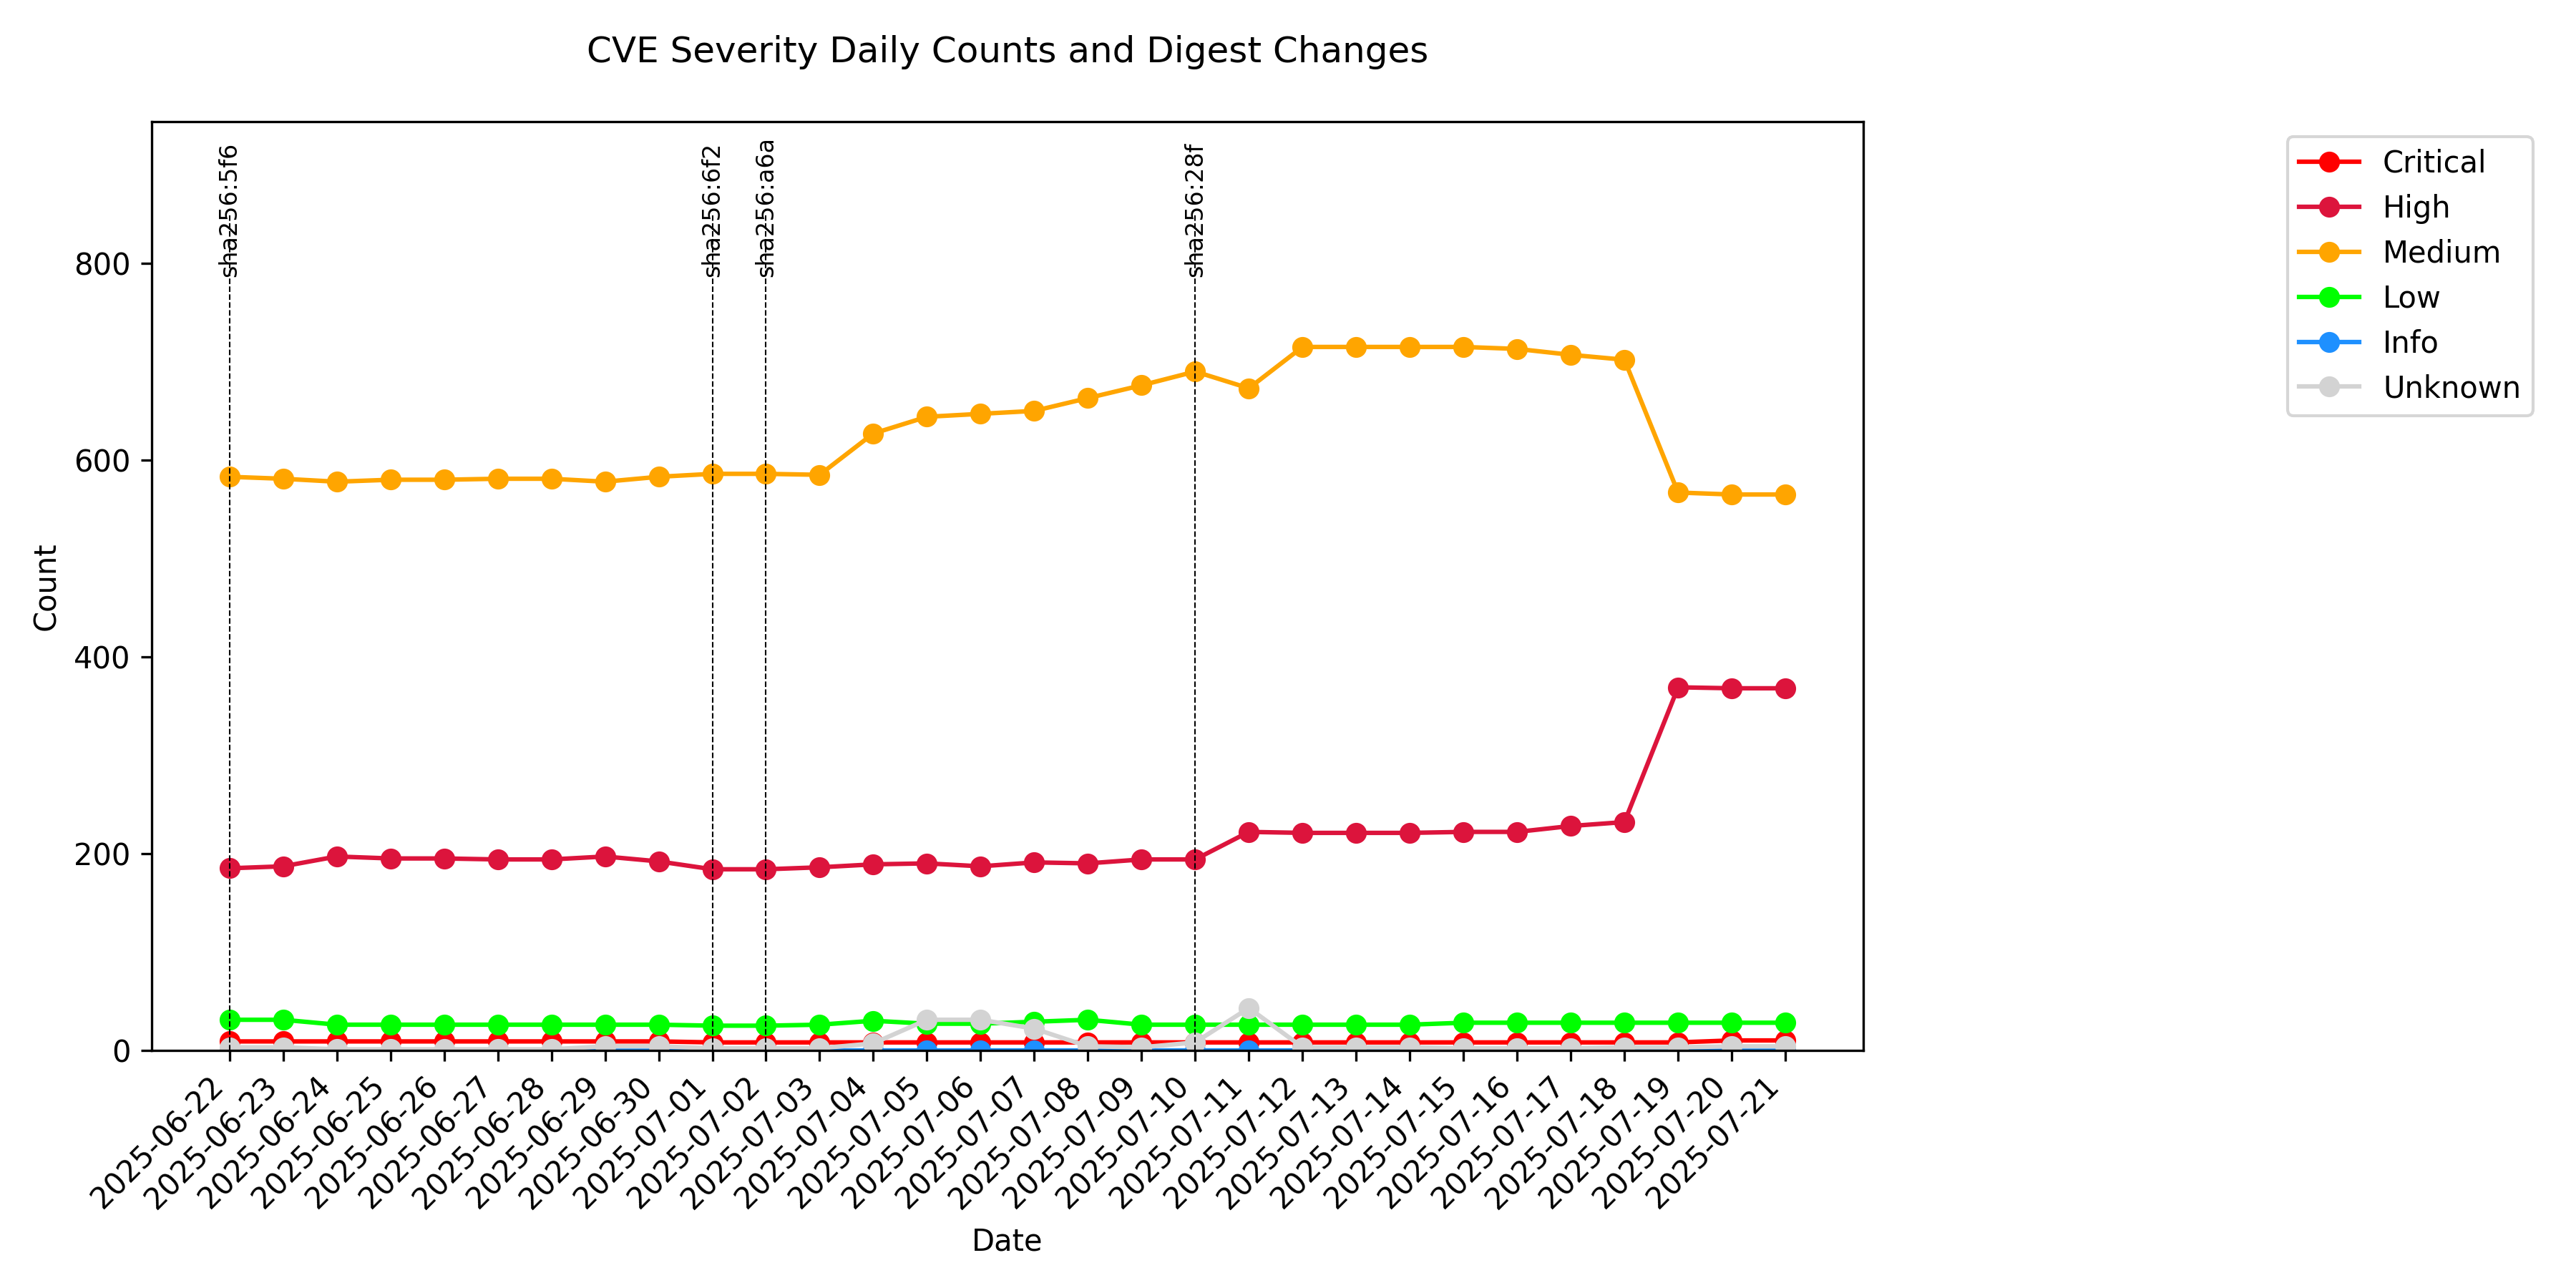 CVE Severity Daily Counts and Digest Changes
sha256:5f6
sha256:6f2
sha256:a6a
sha256:28f
Critical
High
Medium
Low
Info
Unknown
800
600
400
200
0
Count
2025-06-22
2025-06-23
2025-06-24
2025-06-25
2025-06-26
2025-06-27
2025-06-28
2025-06-29
2025-06-30
2025-07-01
2025-07-02
2025-07-03
2025-07-04
2025-07-05
2025-07-06
2025-07-07
2025-07-08
2025-07-09
2025-07-10
2025-07-11
2025-07-12
2025-07-13
2025-07-14
2025-07-15
2025-07-16
2025-07-17
2025-07-18
2025-07-19
2025-07-20
2025-07-21
Date